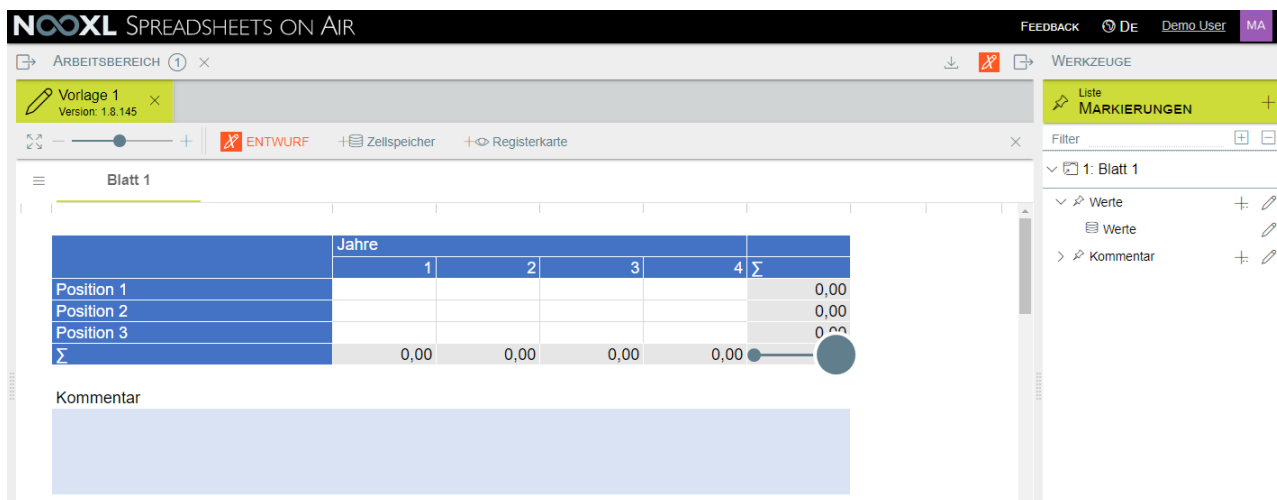 NOOXL SPREADSHEETS ON AIR
FEEDBACK DE Demo User MA
ARBEITSBEREICH 1
WERKZEUGE
Vorlage 1
Version: 1.8.145
Liste
MARKIERUNGEN
ENTWURF Zellspeicher Registerkarte
Filter
Blatt 1
1: Blatt 1
Werte
Werte
Kommentar
Jahre
1 2 3 4 ∑
Position 1 0,00
Position 2 0,00
Position 3 0,00
∑ 0,00 0,00 0,00 0,00
Kommentar